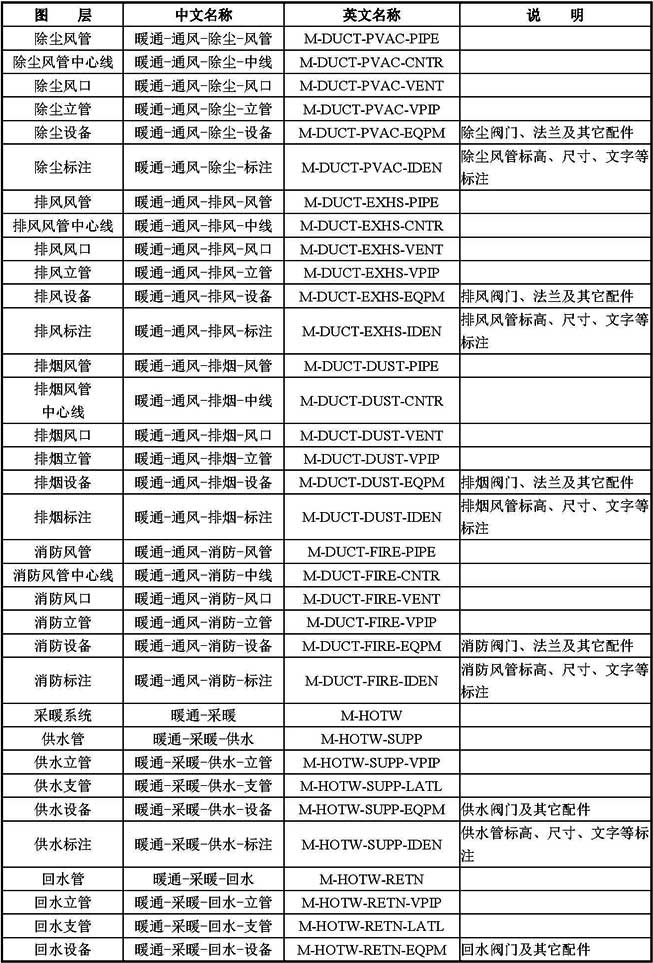 图 层 中文名称 英文名称 说 明
除尘风管 暖通-通风-除尘-风管 M-DUCT-PVAC-PIPE
除尘风管中心线 暖通-通风-除尘-中线 M-DUCT-PVAC-CNTR
除尘风口 暖通-通风-除尘-风口 M-DUCT-PVAC-VENT
除尘立管 暖通-通风-除尘-立管 M-DUCT-PVAC-VPIP
除尘设备 暖通-通风-除尘-设备 M-DUCT-PVAC-EQPM 除尘阀门、法兰及其它配件
除尘标注 暖通-通风-除尘-标注 M-DUCT-PVAC-IDEN 除尘风管标高、尺寸、文字等
标注
排风风管 暖通-通风-排风-风管 M-DUCT-EXHS-PIPE
排风风管中心线 暖通-通风-排风-中线 M-DUCT-EXHS-CNTR
排风风口 暖通-通风-排风-风口 M-DUCT-EXHS-VENT
排风立管 暖通-通风-排风-立管 M-DUCT-EXHS-VPIP
排风设备 暖通-通风-排风-设备 M-DUCT-EXHS-EQPM 排风阀门、法兰及其它配件
排风标注 暖通-通风-排风-标注 M-DUCT-EXHS-IDEN 排风风管标高、尺寸、文字等
标注
排烟风管 暖通-通风-排烟-风管 M-DUCT-DUST-PIPE
排烟风管
中心线 暖通-通风-排烟-中线 M-DUCT-DUST-CNTR
排烟风口 暖通-通风-排烟-风口 M-DUCT-DUST-VENT
排烟立管 暖通-通风-排烟-立管 M-DUCT-DUST-VPIP
排烟设备 暖通-通风-排烟-设备 M-DUCT-DUST-EQPM 排烟阀门、法兰及其它配件
排烟标注 暖通-通风-排烟-标注 M-DUCT-DUST-IDEN 排烟风管标高、尺寸、文字等
标注
消防风管 暖通-通风-消防-风管 M-DUCT-FIRE-PIPE
消防风管中心线 暖通-通风-消防-中线 M-DUCT-FIRE-CNTR
消防风口 暖通-通风-消防-风口 M-DUCT-FIRE-VENT
消防立管 暖通-通风-消防-立管 M-DUCT-FIRE-VPIP
消防设备 暖通-通风-消防-设备 M-DUCT-FIRE-EQPM 消防阀门、法兰及其它配件
消防标注 暖通-通风-消防-标注 M-DUCT-FIRE-IDEN 消防风管标高、尺寸、文字等
标注
采暖系统 暖通-采暖 M-HOTW
供水管 暖通-采暖-供水 M-HOTW-SUPP
供水立管 暖通-采暖-供水-立管 M-HOTW-SUPP-VPIP
供水支管 暖通-采暖-供水-支管 M-HOTW-SUPP-LATL
供水设备 暖通-采暖-供水-设备 M-HOTW-SUPP-EQPM 供水阀门及其它配件
供水标注 暖通-采暖-供水-标注 M-HOTW-SUPP-IDEN 供水管标高、尺寸、文字等标
注
回水管 暖通-采暖-回水 M-HOTW-RETN
回水立管 暖通-采暖-回水-立管 M-HOTW-RETN-VPIP
回水支管 暖通-采暖-回水-支管 M-HOTW-RETN-LATL
回水设备 暖通-采暖-回水-设备 M-HOTW-RETN-EQPM 回水阀门及其它配件